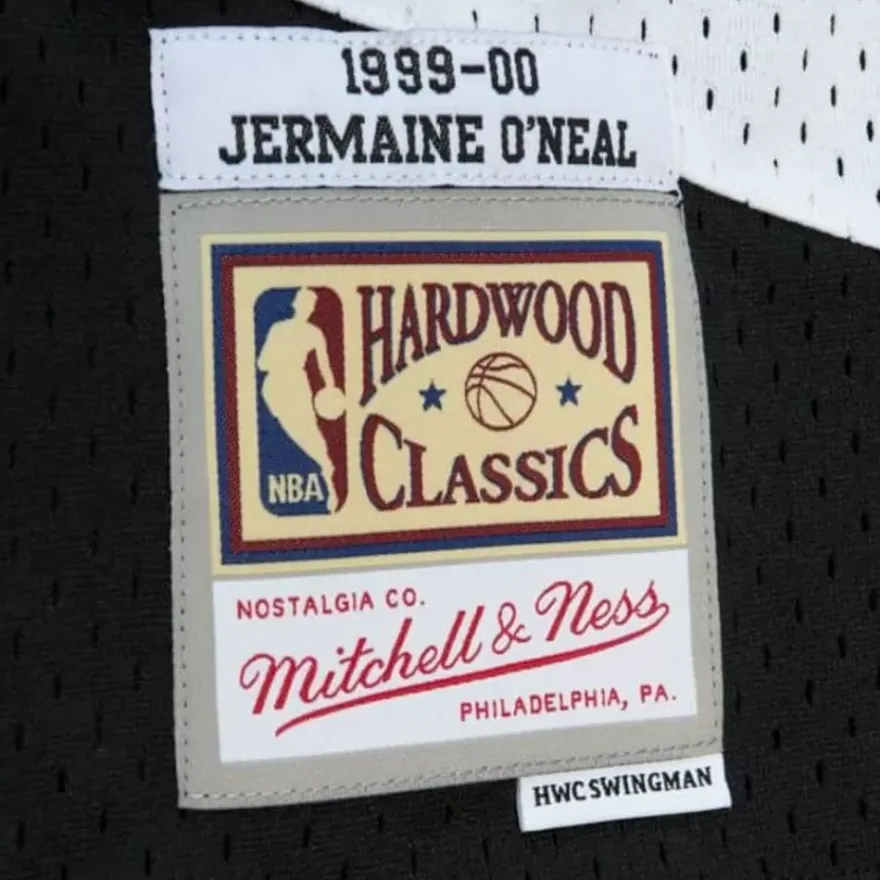 1999-00
JERMAINE O'NEAL
HARDWOOD
CLASSICS
NBA
NOSTALGIA CO.
Mitchell & Ness
PHILADELPHIA, PA.
HWC SWINGMAN